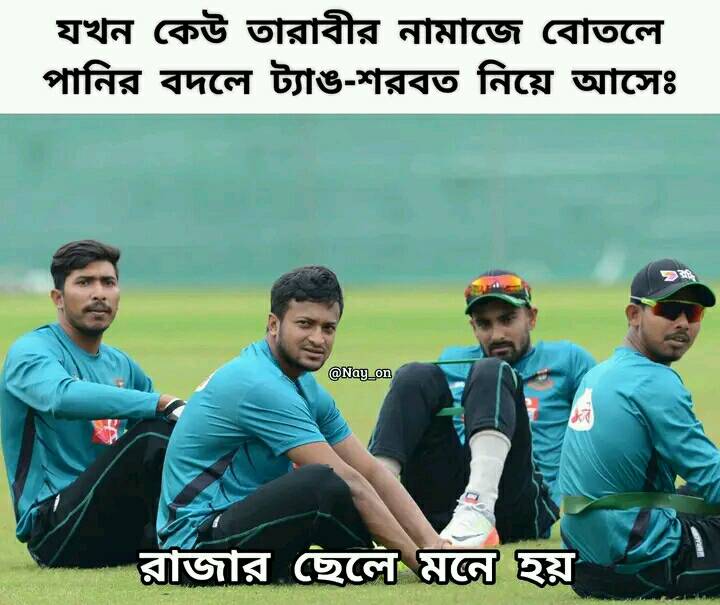 যখন কেউ তারাবীর নামাজে বোতলে
পানির বদলে ট্যাঙ-শরবত নিয়ে আসেঃ
@Nay_on
রাজার ছেলে মনে হয়